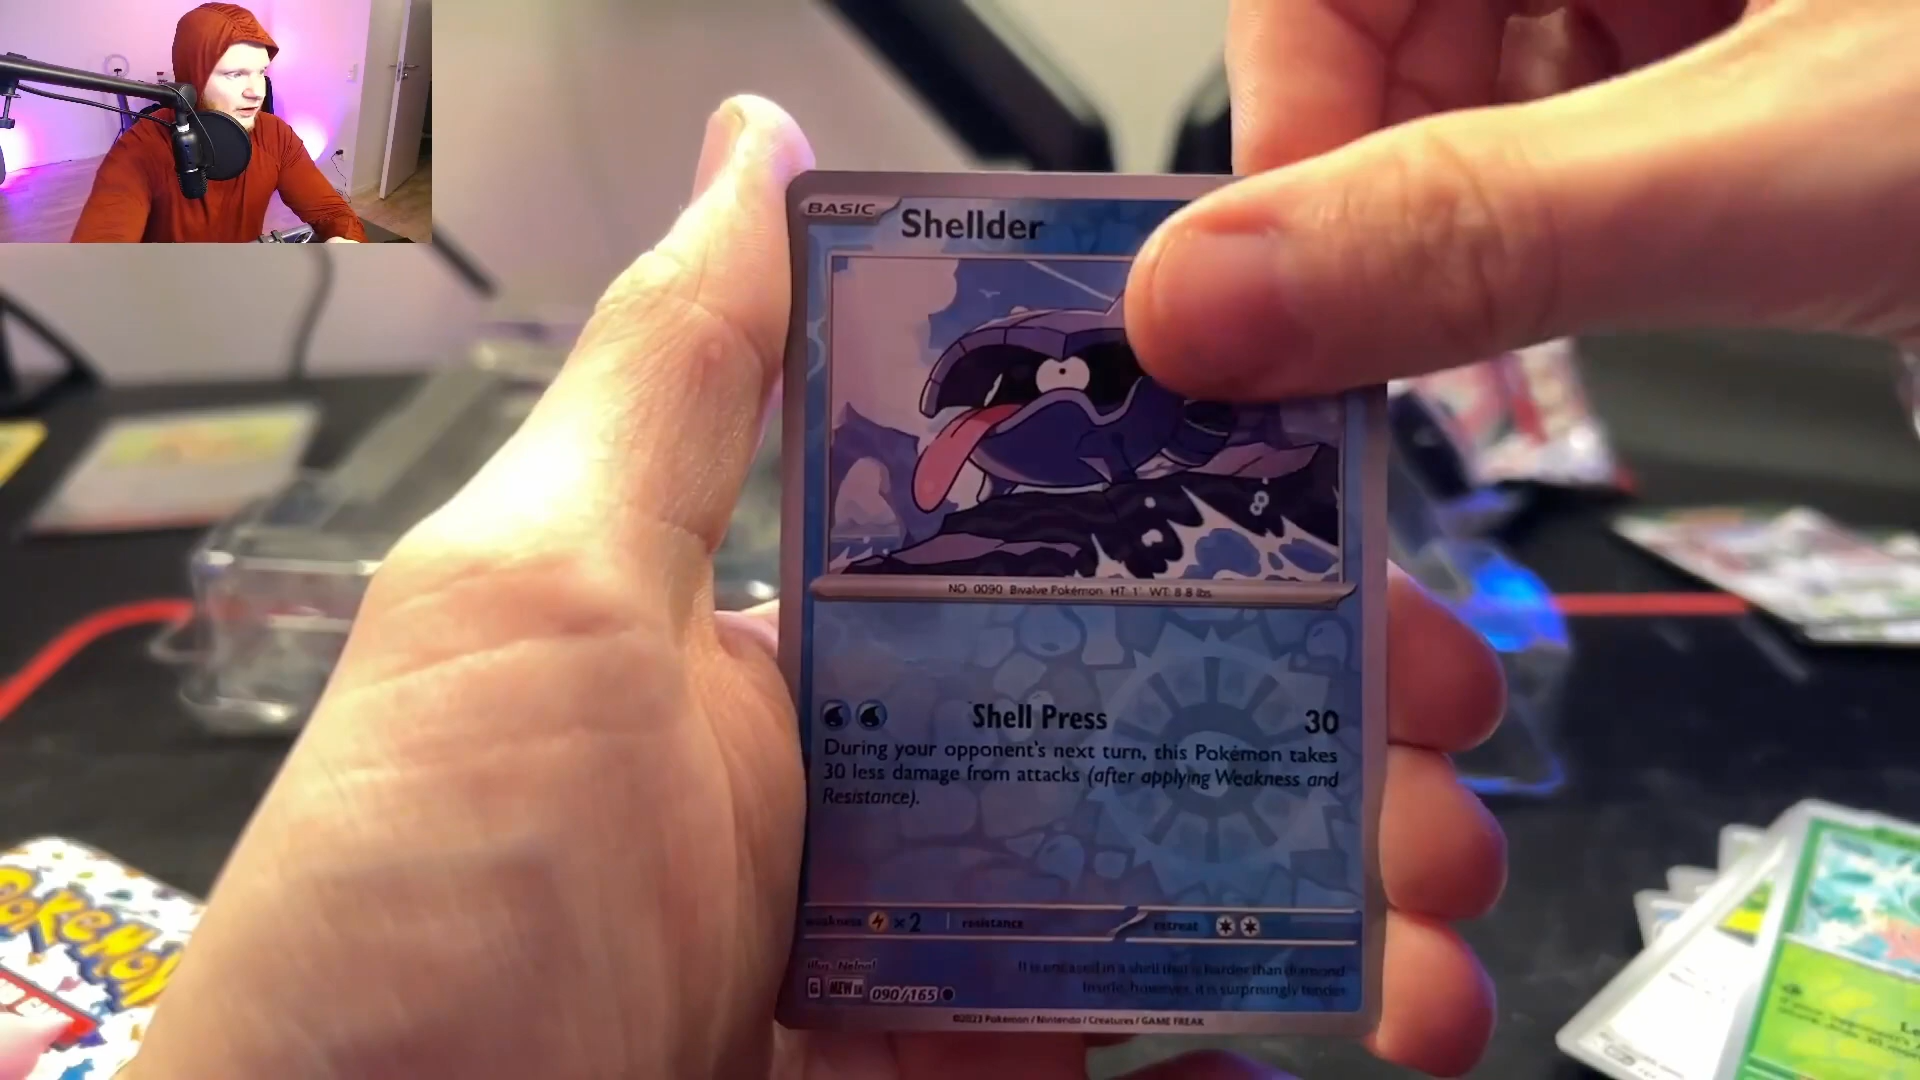 BASIC
Shellder
NO. 0090 Bivalve Pokémon HT: 1' WT: 8.8 lbs.
Shell Press 30
During your opponent's next turn, this Pokémon takes
30 less damage from attacks (after applying Weakness and
Resistance).
weakness ×2 resistance retreat
It is encased in a shell that is harder than diamond.
Inside, however, it is surprisingly tender.
G MEW EN 090/165
©2023 Pokémon / Nintendo / Creatures / GAME FREAK
POKéMON